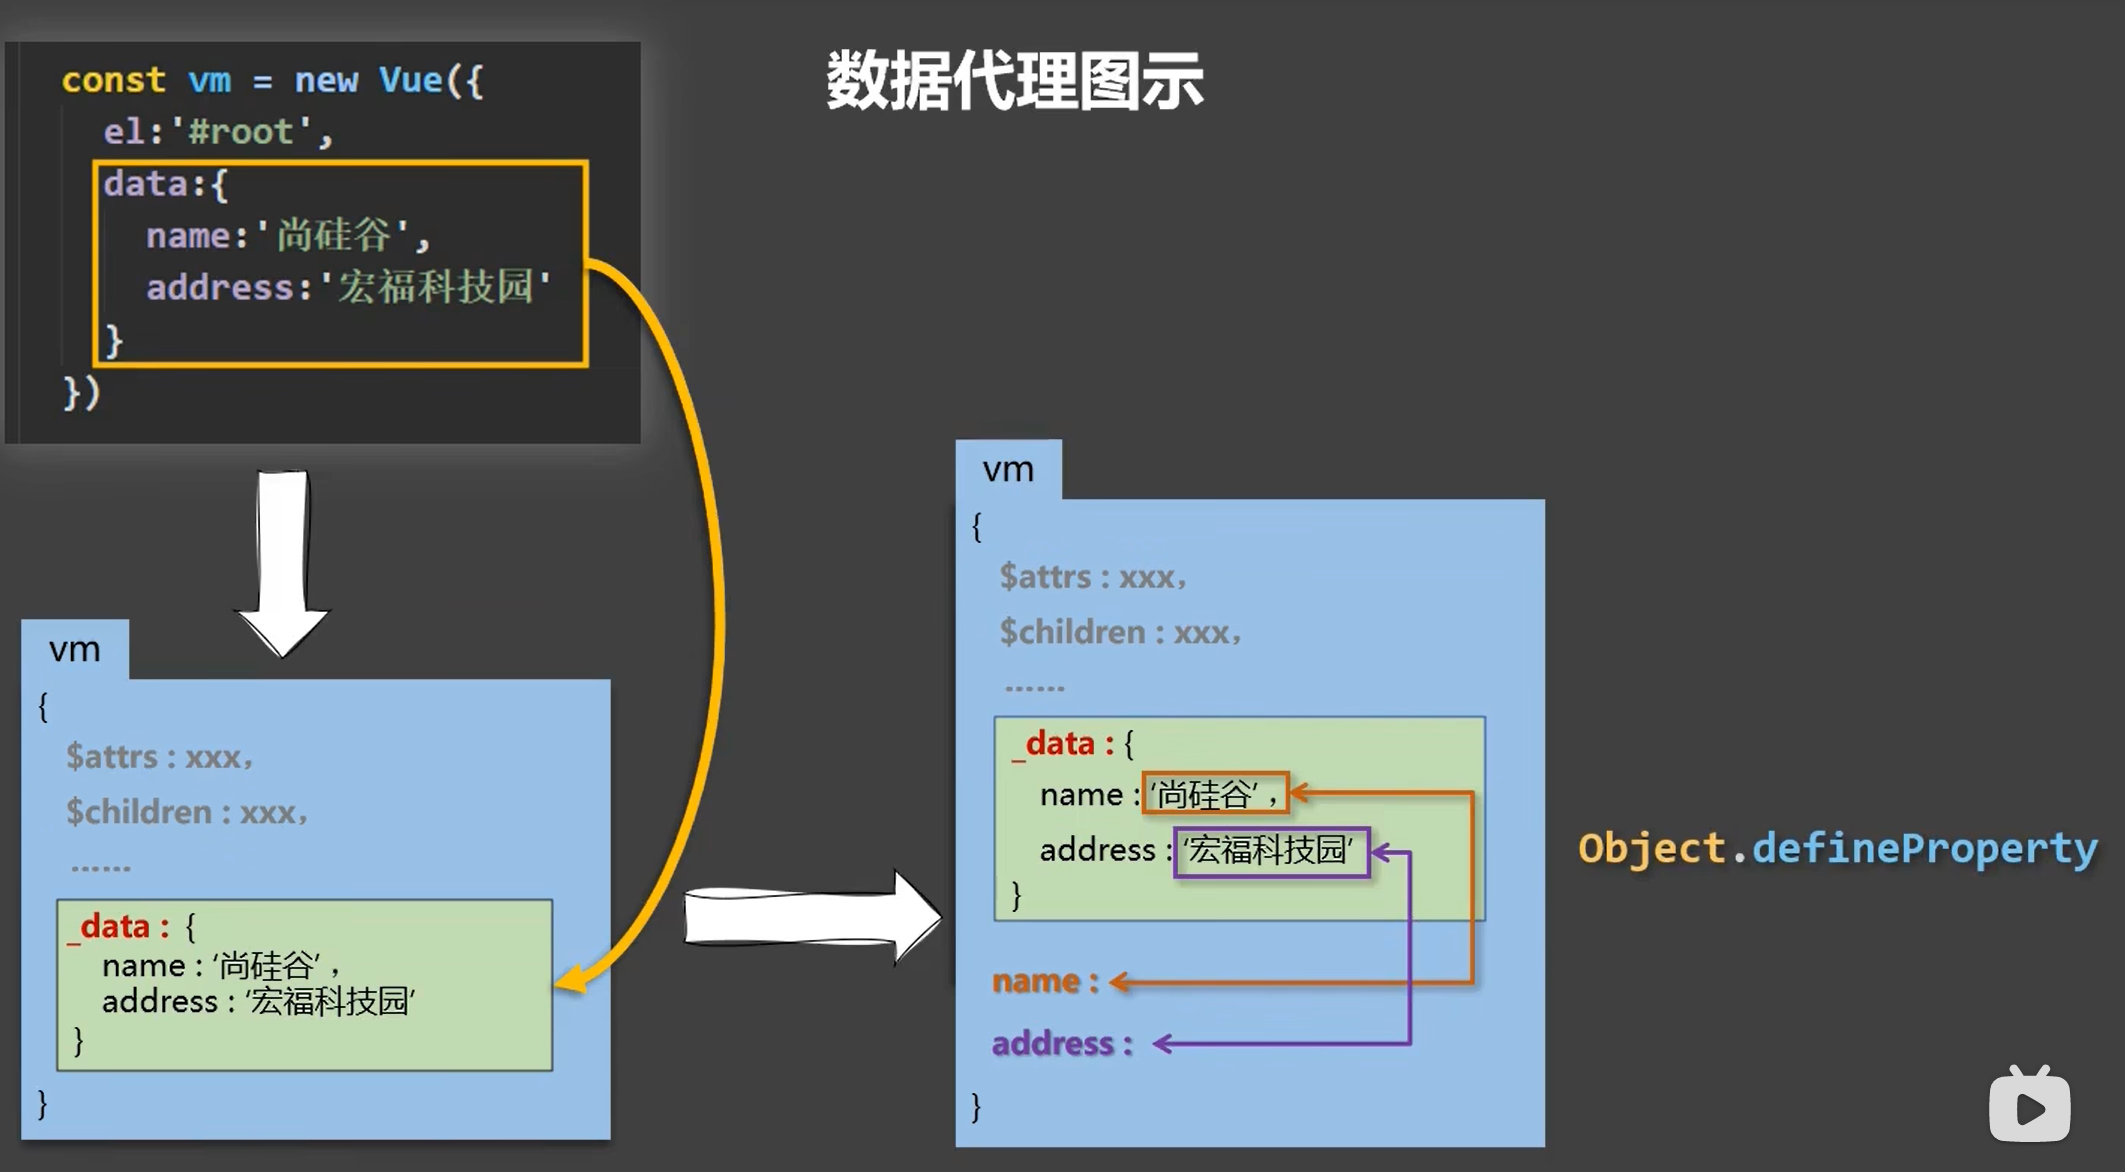 数据代理图示
const vm = new Vue({
el:'#root',
data:{
name:'尚硅谷',
address:'宏福科技园'
}
})
vm
{
$attrs : xxx，
$children : xxx，
......
_data : {
name : ‘尚硅谷’，
address : ‘宏福科技园’
}
}
vm
{
$attrs : xxx，
$children : xxx，
......
_data : {
name : ‘尚硅谷’，
address : ‘宏福科技园’
}
name :
address :
}
Object.defineProperty